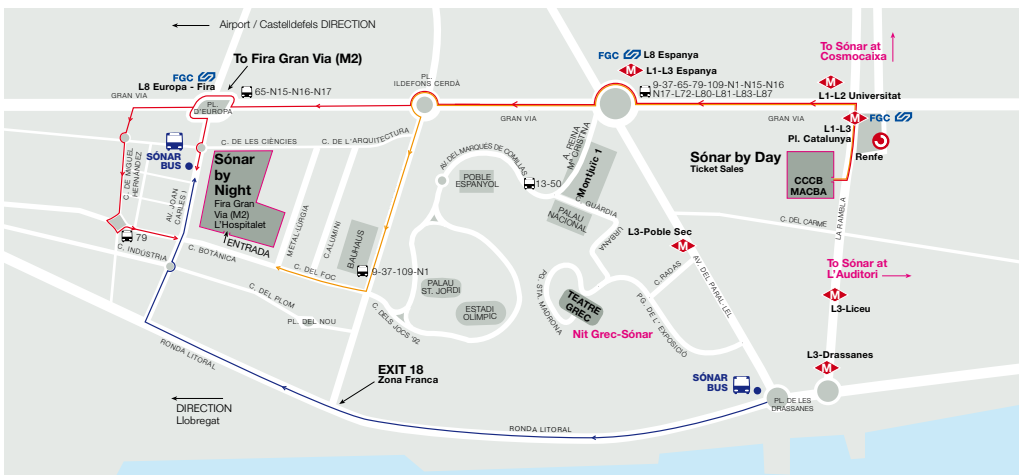 Airport / Castelldefels DIRECTION
To Fira Gran Via (M2)
FGC
L8 Europa - Fira
GRAN VIA
PL.
D'EUROPA
65-N15-N16-N17
PL.
ILDEFONS CERDÀ
FGC
L8 Espanya
M
L1-L3 Espanya
9-37-65-79-109-N1-N15-N16
N17-L72-L80-L81-L83-L87
GRAN VIA
GRAN VIA
To Sónar at
Cosmocaixa
M
L1-L2 Universitat
M
FGC
L1-L3
Pl. Catalunya
Renfe
Sónar by Day
Ticket Sales
CCCB
MACBA
C. DE MIGUEL
HERNÁNDEZ
SÓNAR
BUS
AV. JOAN
CARLES I
C. DE LES CIÈNCIES
C. DE L'ARQUITECTURA
Sónar
by
Night
Fira Gran
Via (M2)
L'Hospitalet
ENTRADA
79
C. INDÚSTRIA
C. BOTÀNICA
METAL·LÚRGIA
C.ALUMINI
BAUHAUS
9-37-109-N1
C. DEL FOC
C. DEL PLOM
PL. DEL NOU
C. DELS JOCS '92
AV. DEL MARQUÉS DE COMILLAS
POBLE
ESPANYOL
13-50
A. REINA
Mª CRISTINA
Montjuïc 1
C. GUÀRDIA
URBANA
PALAU
NACIONAL
PALAU
ST. JORDI
ESTADI
OLÍMPIC
PG. STA. MADRONA
TEATRE
GREC
Nit Grec-Sónar
L3-Poble Sec
M
C.RADAS
PG. DE L' EXPOSICIÓ
AV. DEL PARAL·LEL
C. DEL CARME
LA RAMBLA
To Sónar at
L'Auditori
M
L3-Liceu
L3-Drassanes
M
SÓNAR
BUS
PL. DE LES
DRASSANES
RONDA LITORAL
EXIT 18
Zona Franca
DIRECTION
Llobregat
RONDA LITORAL